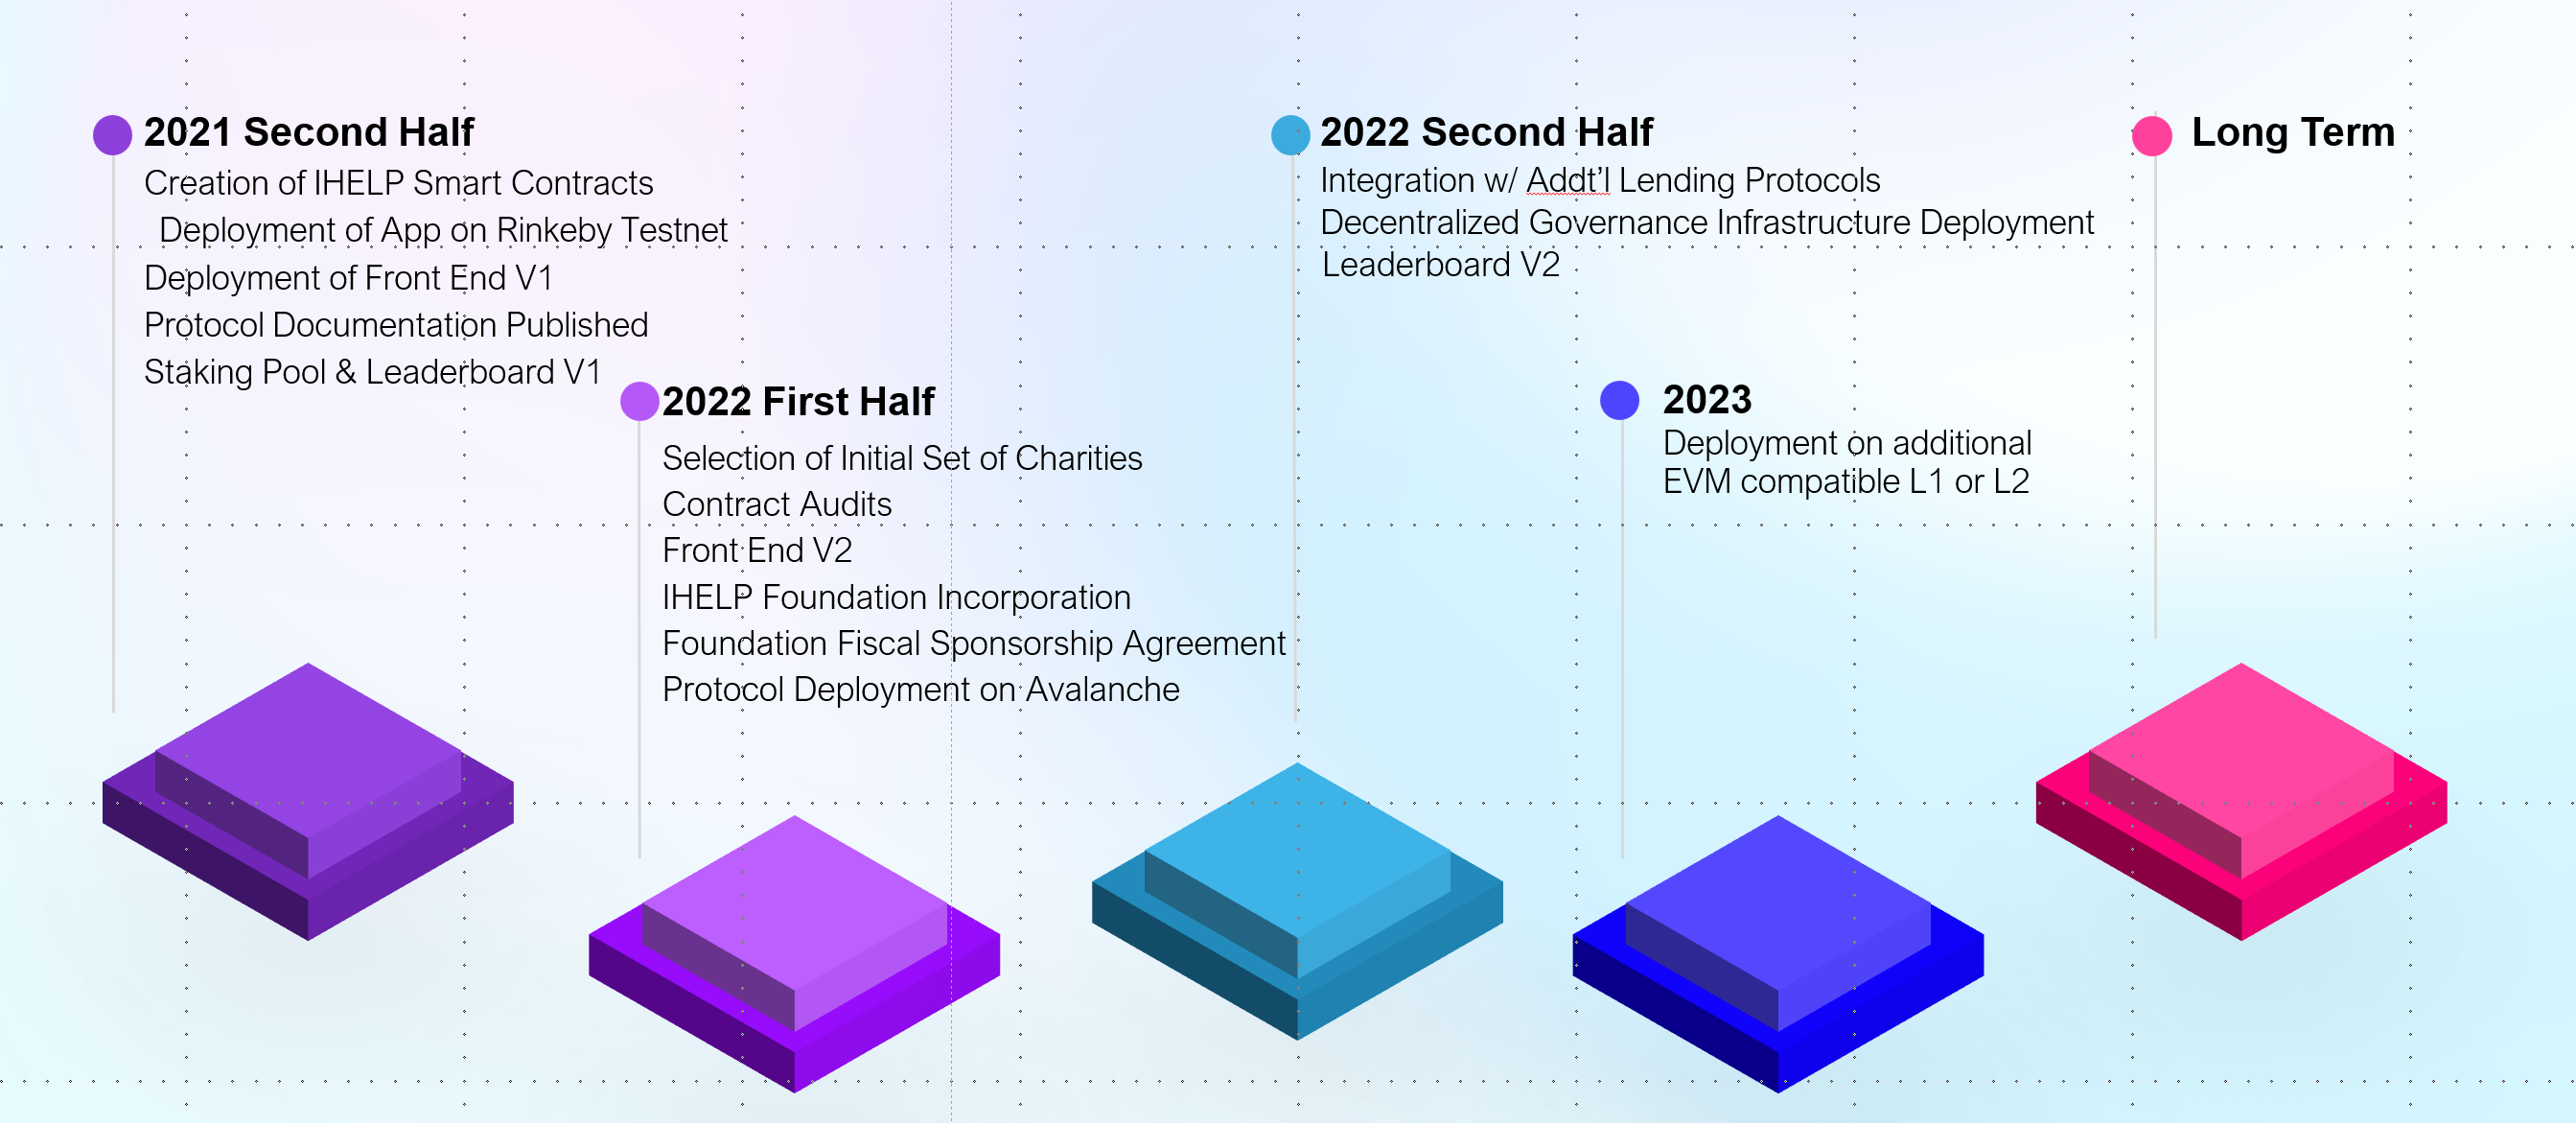 2021 Second Half
Creation of IHELP Smart Contracts
Deployment of App on Rinkeby Testnet
Deployment of Front End V1
Protocol Documentation Published
Staking Pool & Leaderboard V1
2022 First Half
Selection of Initial Set of Charities
Contract Audits
Front End V2
IHELP Foundation Incorporation
Foundation Fiscal Sponsorship Agreement
Protocol Deployment on Avalanche
2022 Second Half
Integration w/ Addt’l Lending Protocols
Decentralized Governance Infrastructure Deployment
Leaderboard V2
2023
Deployment on additional
EVM compatible L1 or L2
Long Term